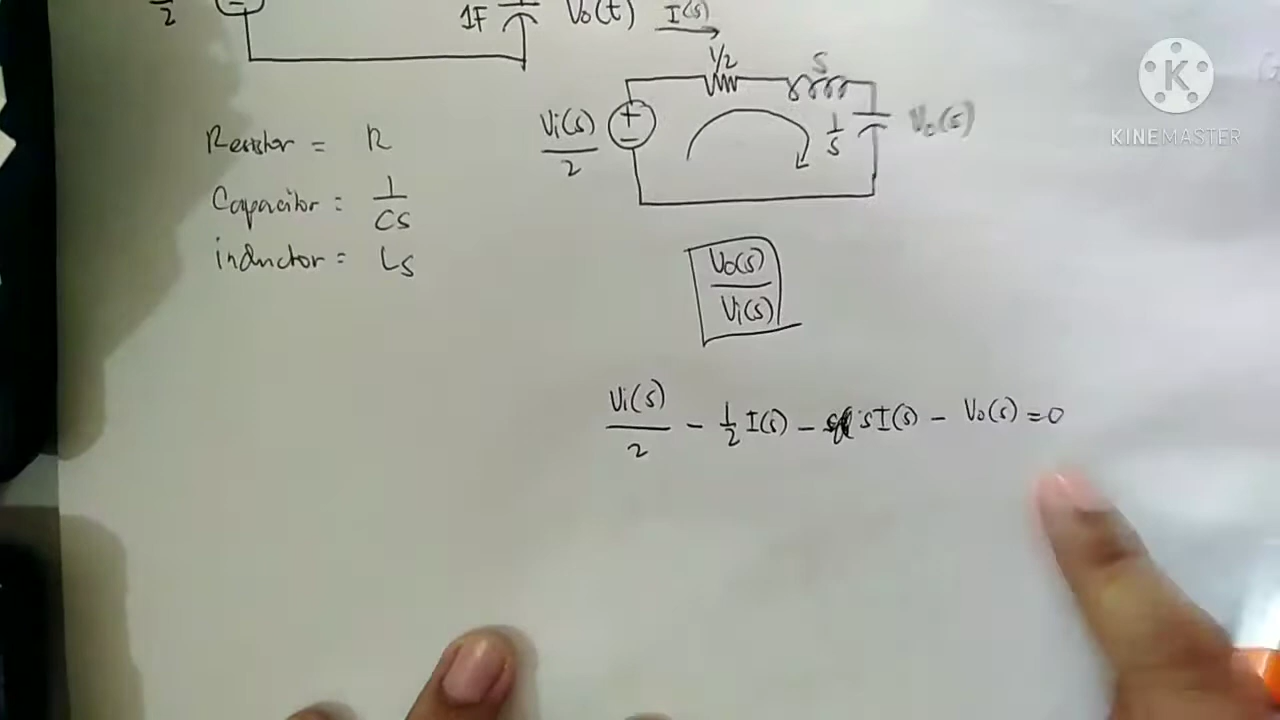 2
1F
Vo(t)
I(s)
1/2
S
Vi(s)/2
+
-
1/s
Vo(s)
K
KINEMASTER
Resistor = R
Capacitor = 1/Cs
inductor = Ls
Vo(s)/Vi(s)
Vi(s)/2 - 1/2 I(s) - sI(s) - Vo(s) = 0